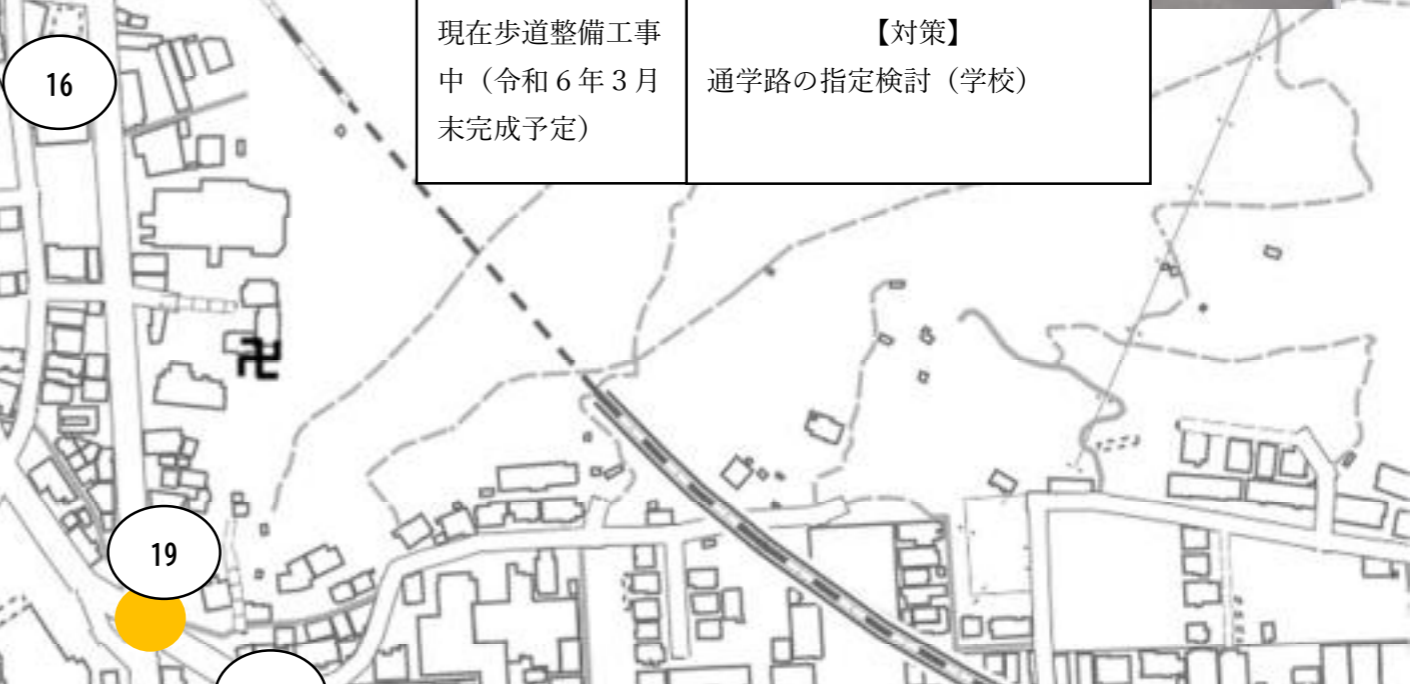 現在歩道整備工事
中（令和６年３月
末完成予定）
【対策】
通学路の指定検討（学校）
16
卍
19